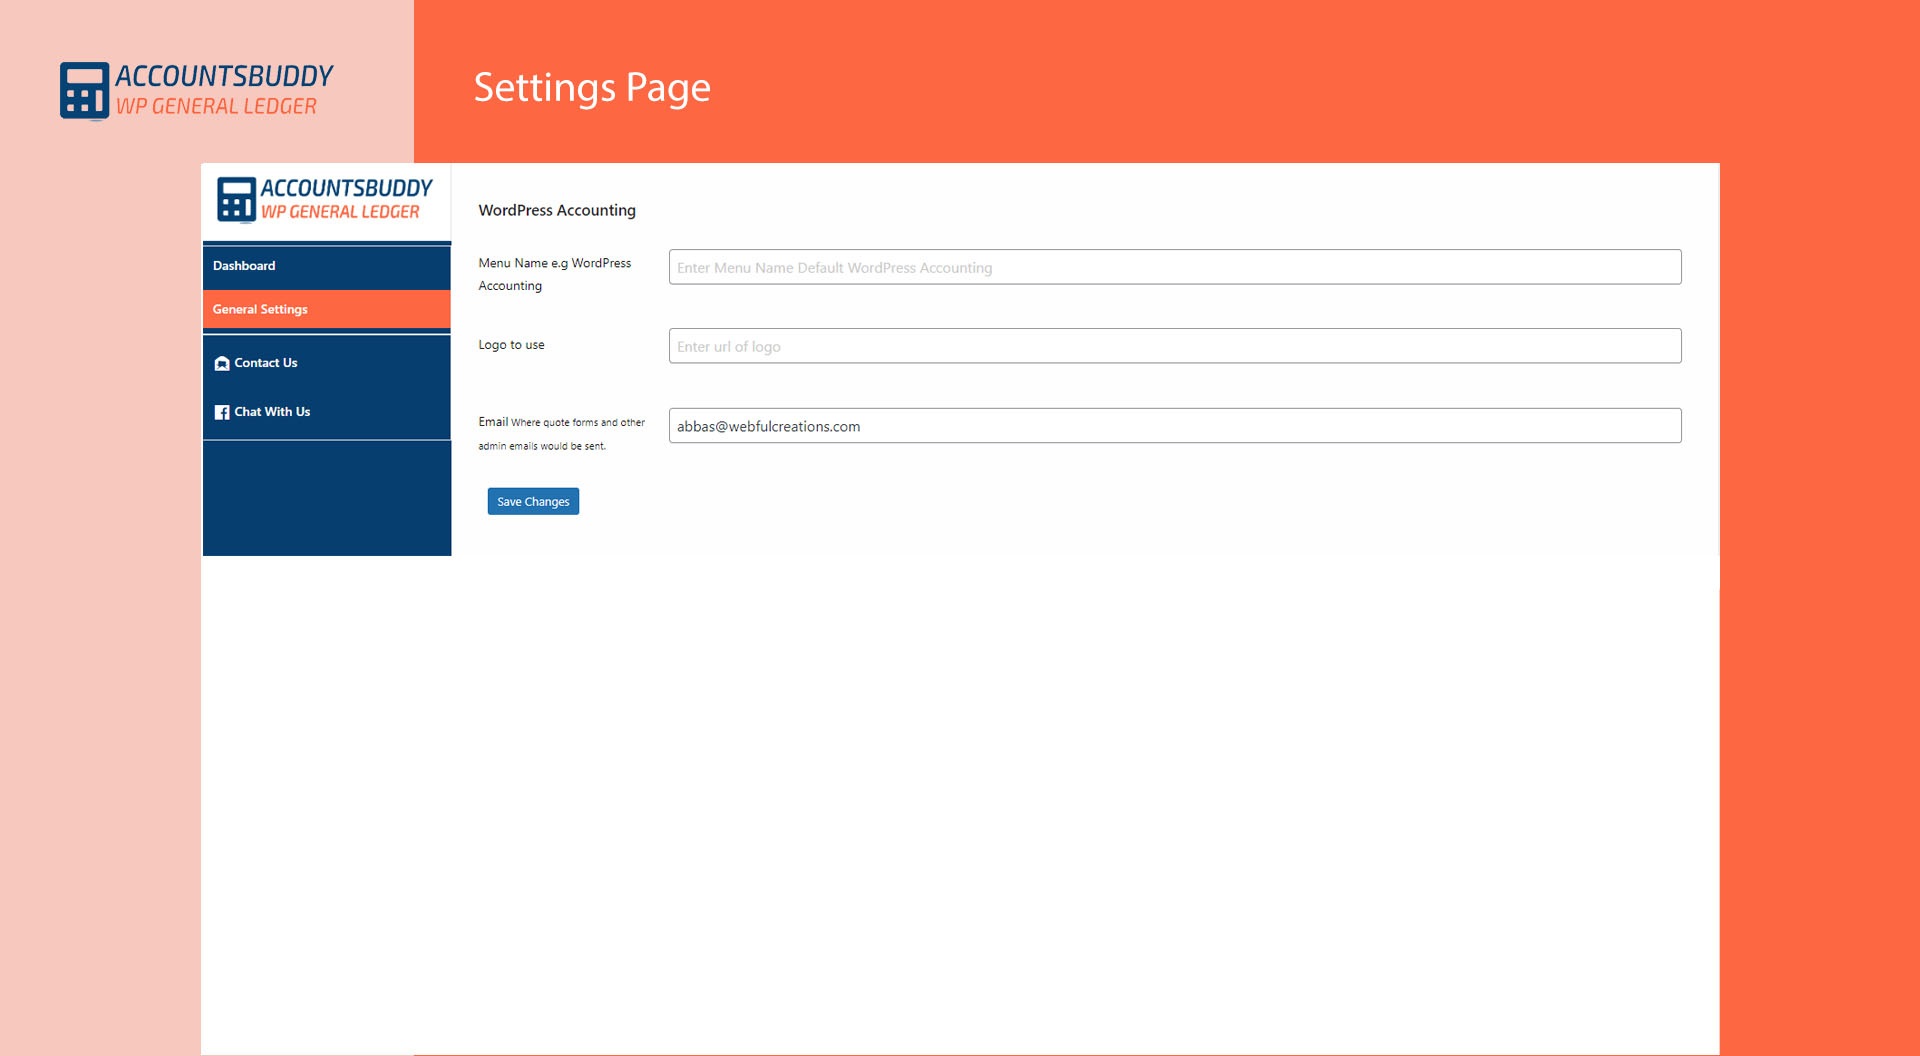 ACCOUNTSBUDDY
WP GENERAL LEDGER
Settings Page
ACCOUNTSBUDDY
WP GENERAL LEDGER
Dashboard
General Settings
Contact Us
Chat With Us
WordPress Accounting
Menu Name e.g WordPress
Accounting
Enter Menu Name Default WordPress Accounting
Logo to use
Enter url of logo
Email Where quote forms and other
admin emails would be sent.
abbas@webfulcreations.com
Save Changes